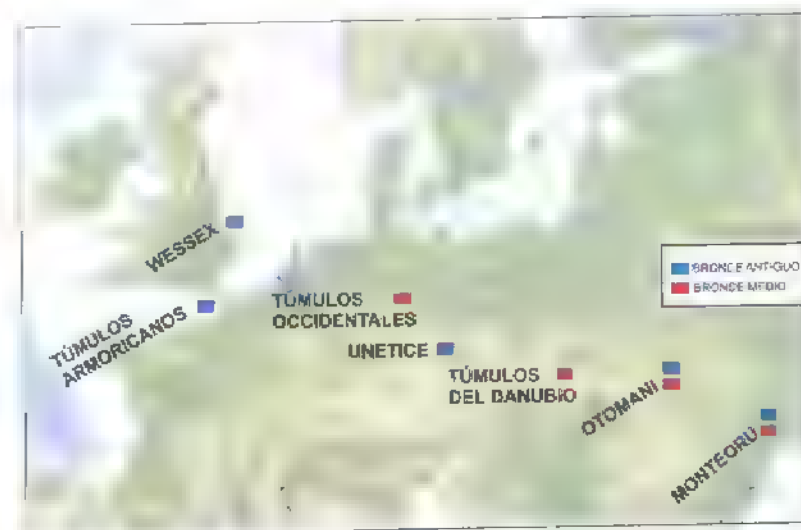 WESSEX
TÚMULOS
ARMORICANOS
TÚMULOS
OCCIDENTALES
UNETICE
TÚMULOS
DEL DANUBIO
OTOMANI
MONTEORU
BRONCE ANTIGUO
BRONCE MEDIO